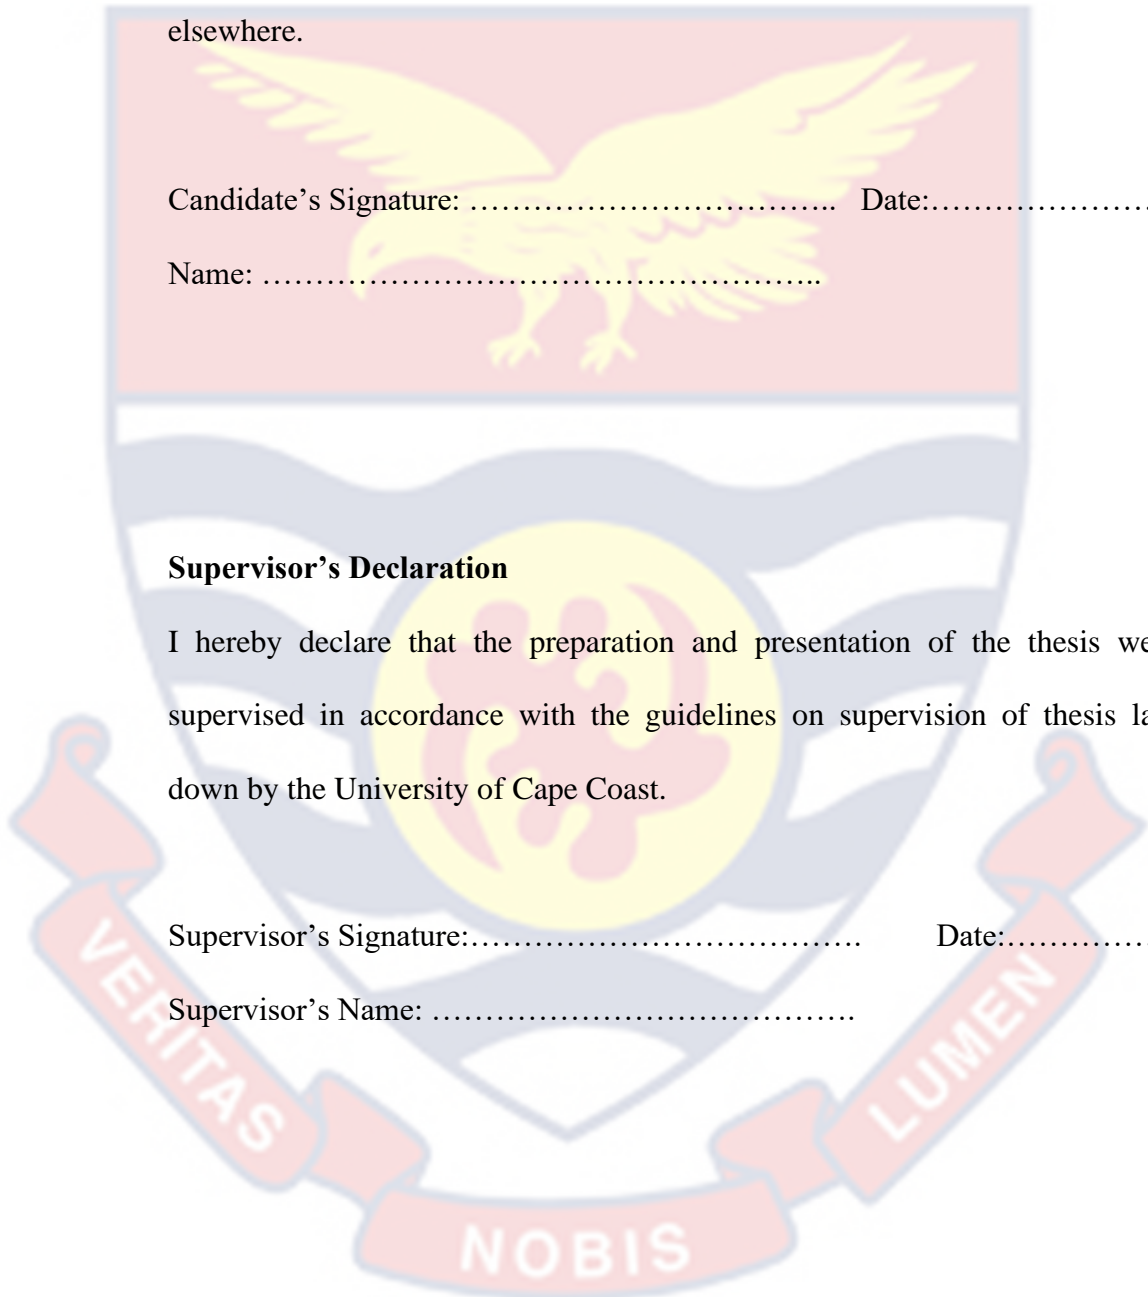 elsewhere.
Candidate’s Signature: …………………………….. Date:…………………
Name: ……………………………………………..
Supervisor’s Declaration
I hereby declare that the preparation and presentation of the thesis we
supervised in accordance with the guidelines on supervision of thesis la
down by the University of Cape Coast.
Supervisor’s Signature:………………………………. Date:…………..
Supervisor’s Name: ………………………………….
VERITAS
NOBIS
LUMEN